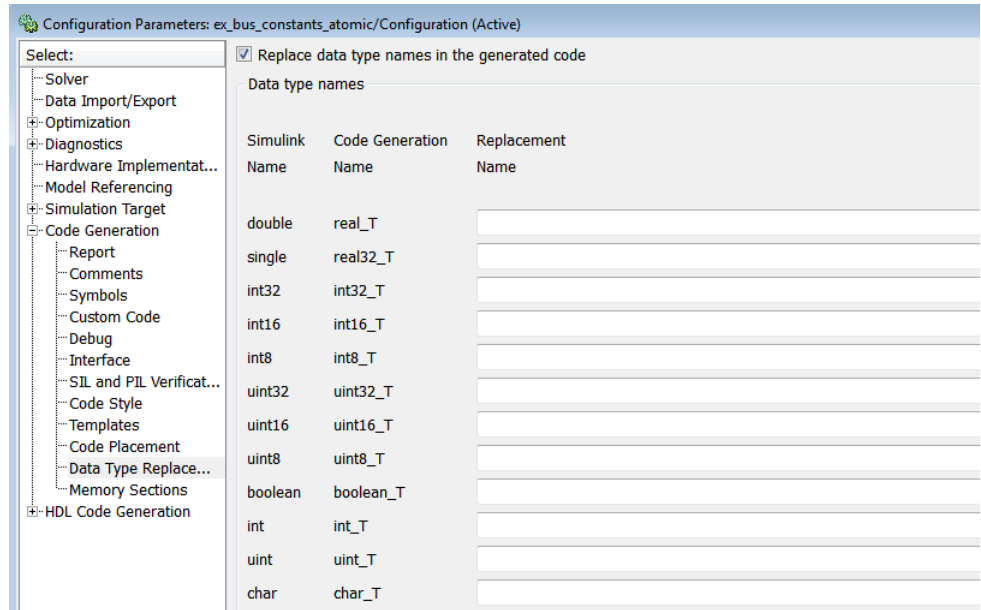 Configuration Parameters: ex_bus_constants_atomic/Configuration (Active)
Select:
Solver
Data Import/Export
Optimization
Diagnostics
Hardware Implementat...
Model Referencing
Simulation Target
Code Generation
Report
Comments
Symbols
Custom Code
Debug
Interface
SIL and PIL Verificat...
Code Style
Templates
Code Placement
Data Type Replace...
Memory Sections
HDL Code Generation
Replace data type names in the generated code
Data type names
Simulink Code Generation Replacement
Name Name Name
double real_T
single real32_T
int32 int32_T
int16 int16_T
int8 int8_T
uint32 uint32_T
uint16 uint16_T
uint8 uint8_T
boolean boolean_T
int int_T
uint uint_T
char char_T